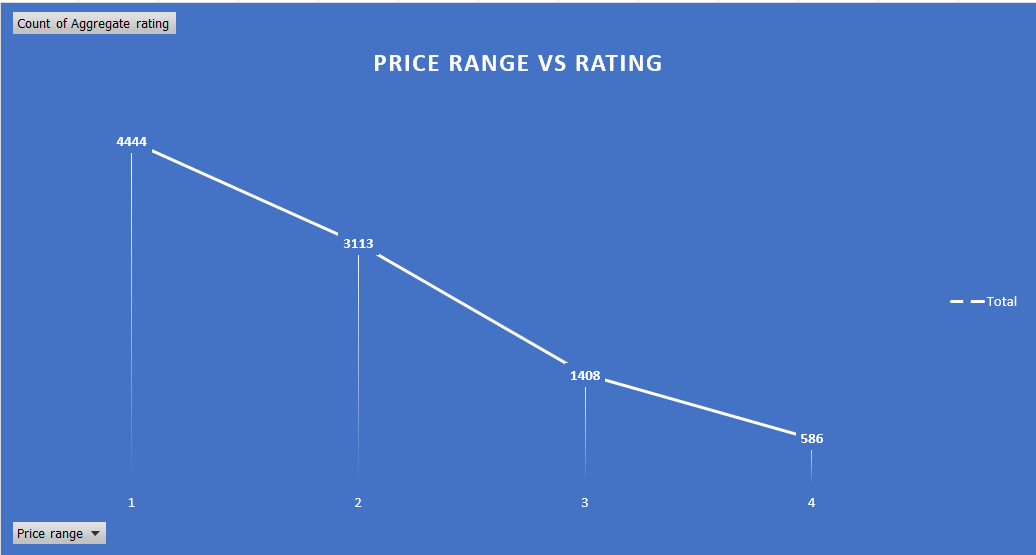 Count of Aggregate rating
PRICE RANGE VS RATING
4444
3113
1408
586
Total
1 2 3 4
Price range